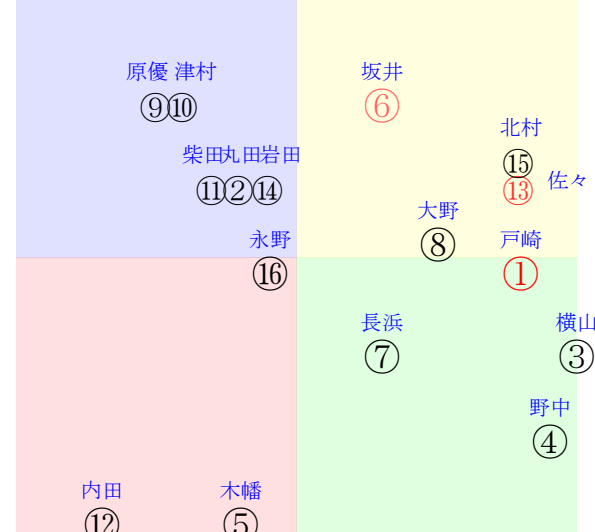 原優 津村
坂井
⑨⑩
⑥
北村
柴田丸田岩田
⑮
⑪②⑭
⑬
佐々
大野
永野
⑧
戸崎
⑯
①
長浜
横山
⑦
③
野中
④
内田
木幡
⑫
⑤